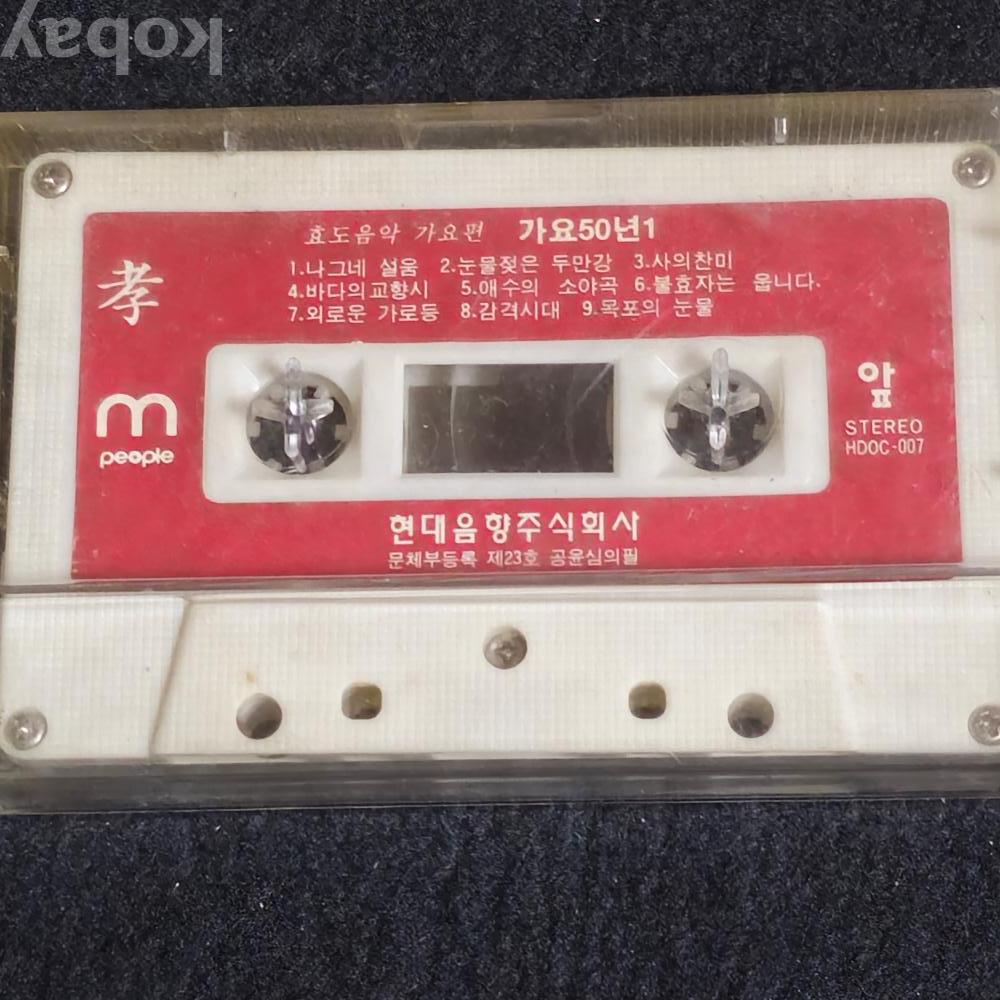 kobay
효도음악 가요편 가요50년1
1.나그네 설움 2.눈물젖은 두만강 3.사의찬미
4.바다의교향시 5.애수의 소야곡 6.불효자는 웁니다.
7.외로운 가로등 8.감격시대 9.목포의 눈물
孝
m
people
앞
STEREO
HDOC-007
현대음향주식회사
문체부등록 제23호 공윤심의필